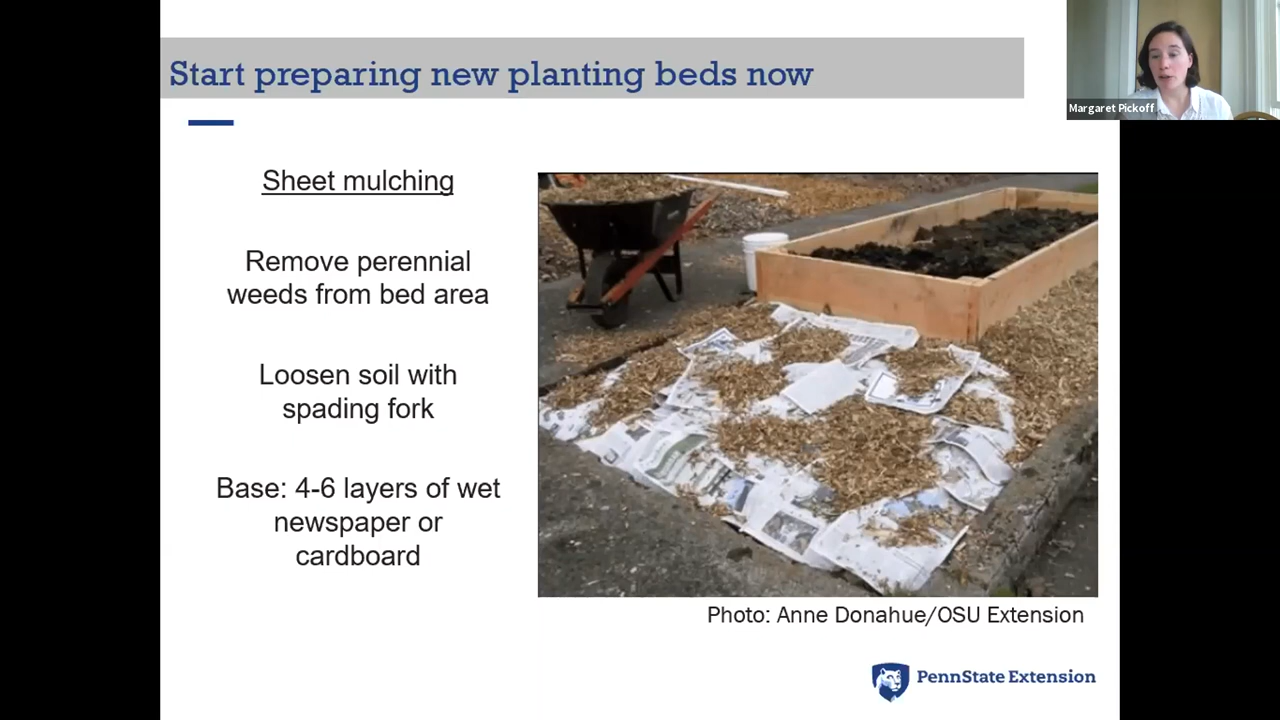 Start preparing new planting beds now
Margaret Pickoff
Sheet mulching
Remove perennial
weeds from bed area
Loosen soil with
spading fork
Base: 4-6 layers of wet
newspaper or
cardboard
Photo: Anne Donahue/OSU Extension
PennState Extension